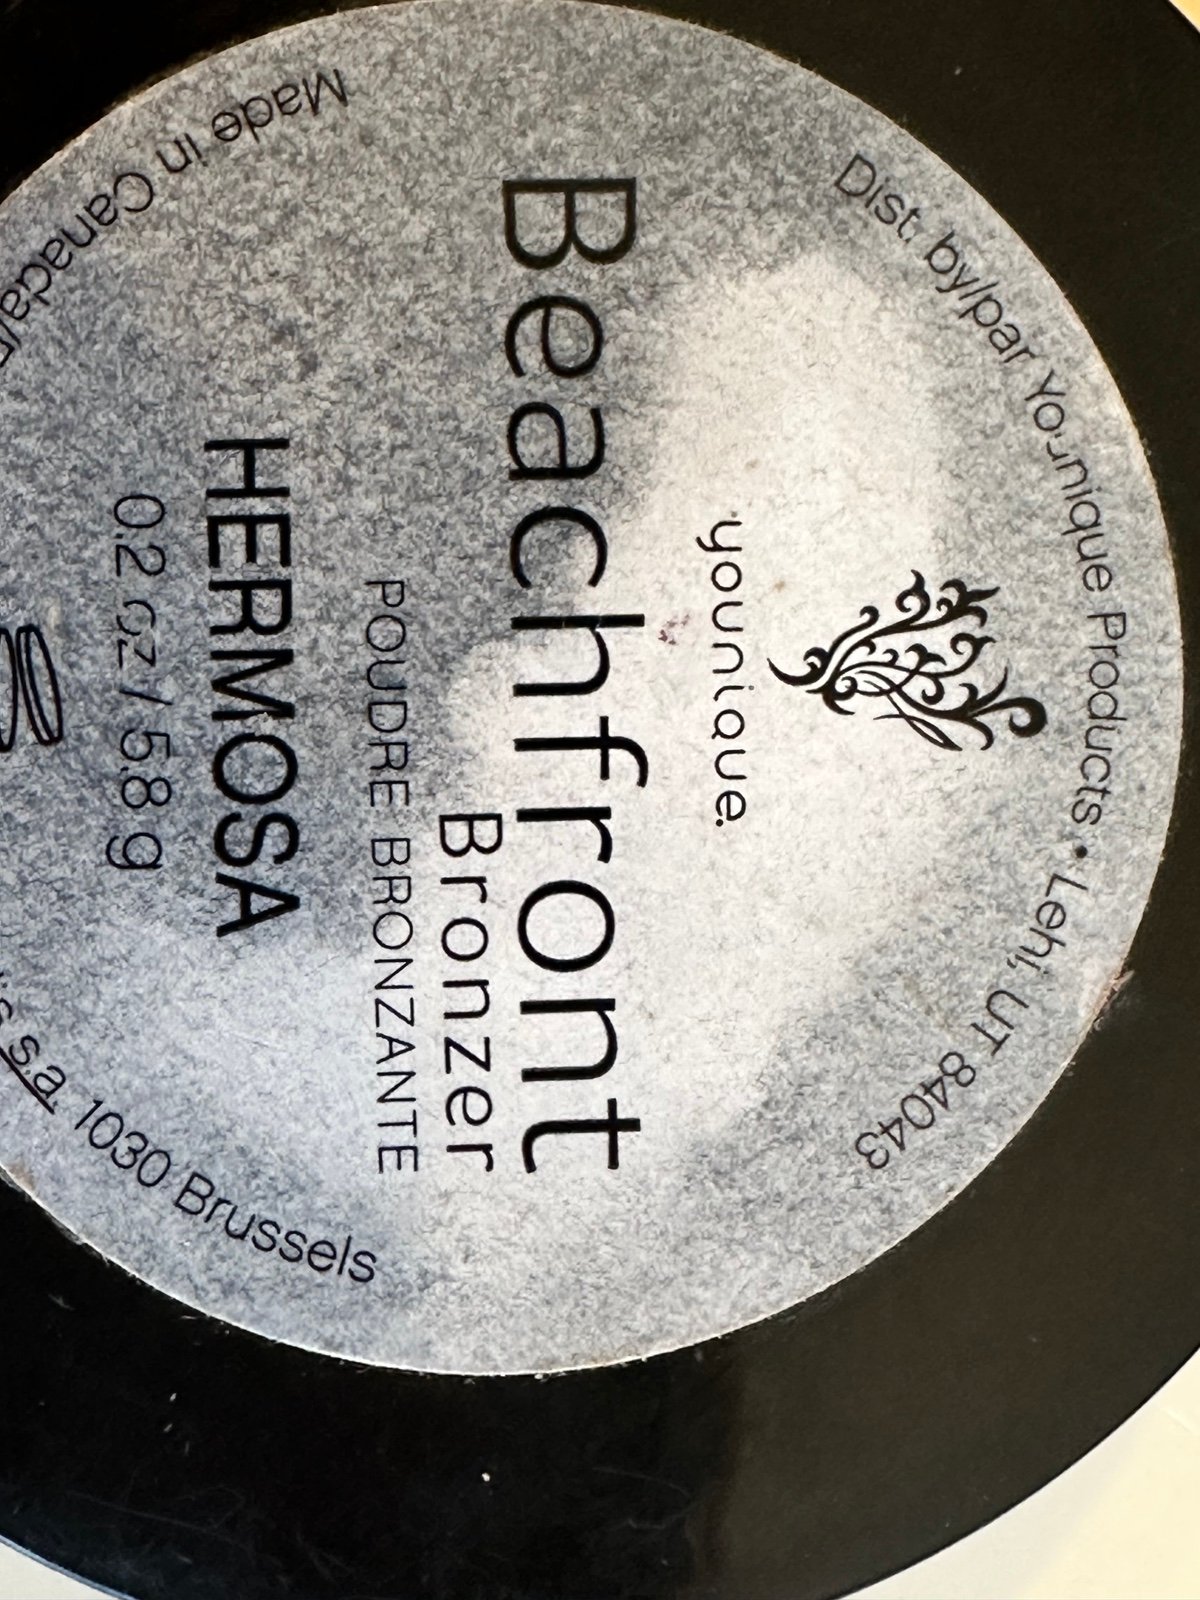 Dist. by/par Younique Products • Lehi, UT 84043
younique.
Beachfront
Bronzer
POUDRE BRONZANTE
HERMOSA
0.2 oz / 5.8 g
Made in Canada/
s.a. 1030 Brussels